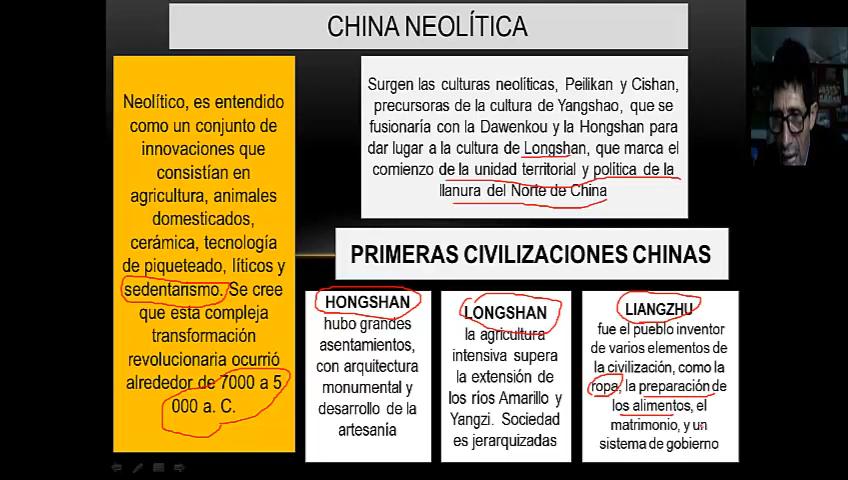 CHINA NEOLÍTICA
Neolítico, es entendido
como un conjunto de
innovaciones que
consistían en
agricultura, animales
domesticados,
cerámica, tecnología
de piqueteado, líticos y
sedentarismo. Se cree
que esta compleja
transformación
revolucionaria ocurrió
alrededor de 7000 a 5
000 a. C.
Surgen las culturas neolíticas, Peilikan y Cishan,
precursoras de la cultura de Yangshao, que se
fusionaría con la Dawenkou y la Hongshan para
dar lugar a la cultura de Longshan, que marca el
comienzo de la unidad territorial y política de la
llanura del Norte de China
PRIMERAS CIVILIZACIONES CHINAS
HONGSHAN
hubo grandes
asentamientos,
con arquitectura
monumental y
desarrollo de la
artesanía
LONGSHAN
la agricultura
intensiva supera
la extensión de
los ríos Amarillo y
Yangzi. Sociedad
es jerarquizadas
LIANGZHU
fue el pueblo inventor
de varios elementos de
la civilización, como la
ropa, la preparación de
los alimentos, el
matrimonio, y un
sistema de gobierno